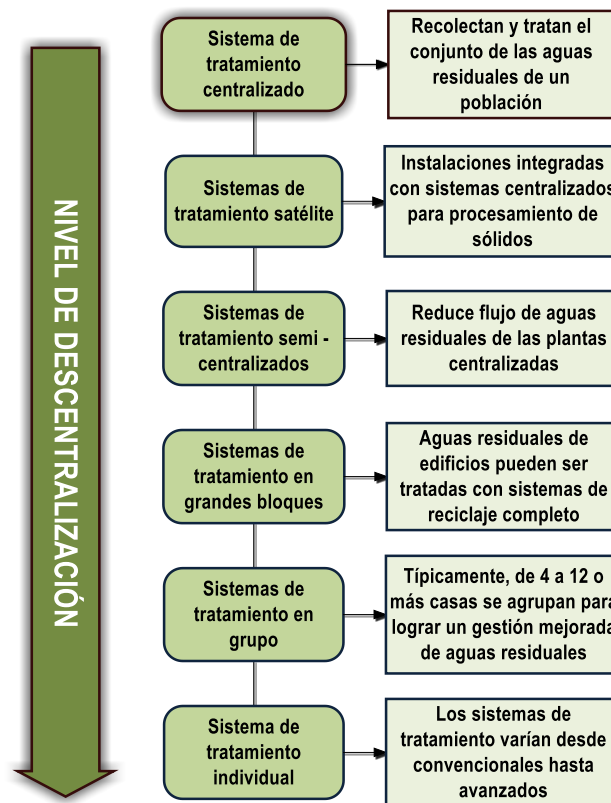 NIVEL DE DESCENTRALIZACIÓN
Sistema de
tratamiento
centralizado
Recolectan y tratan el
conjunto de las aguas
residuales de un
población
Sistemas de
tratamiento satélite
Instalaciones integradas
con sistemas centralizados
para procesamiento de
sólidos
Sistemas de
tratamiento semi -
centralizados
Reduce flujo de aguas
residuales de las plantas
centralizadas
Sistemas de
tratamiento en
grandes bloques
Aguas residuales de
edificios pueden ser
tratadas con sistemas de
reciclaje completo
Sistemas de
tratamiento en
grupo
Típicamente, de 4 a 12 o
más casas se agrupan para
lograr un gestión mejorada
de aguas residuales
Sistema de
tratamiento
individual
Los sistemas de
tratamiento varían desde
convencionales hasta
avanzados